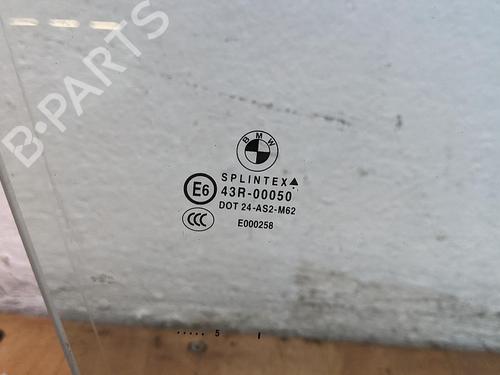 B-PARTS
BMW
SPLINTEX
E6 43R-00050
CCC DOT 24-AS2-M62
E000258
..... 5 I